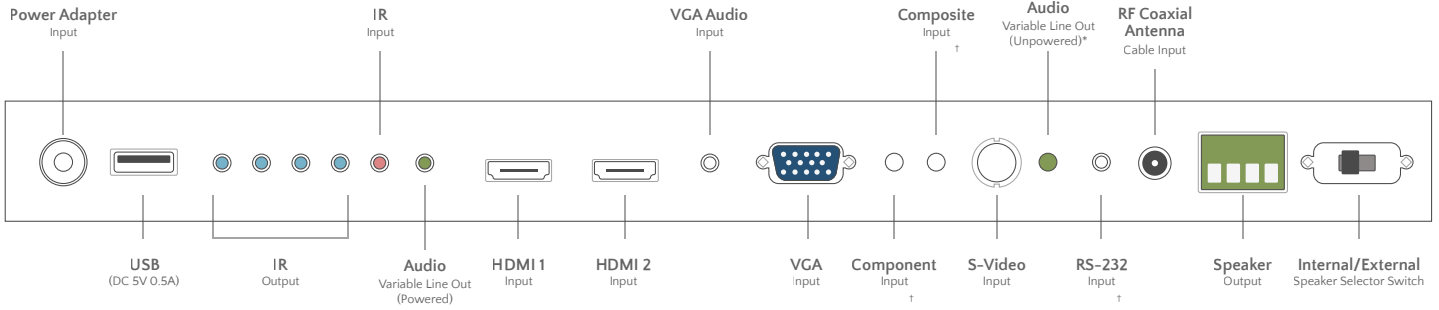 Power Adapter
Input
IR
Input
VGA Audio
Input
Composite
Input
†
Audio
Variable Line Out
(Unpowered)*
RF Coaxial
Antenna
Cable Input
USB
(DC 5V 0.5A)
IR
Output
Audio
Variable Line Out
(Powered)
HDMI 1
Input
HDMI 2
Input
VGA
Input
Component
Input
†
S-Video
Input
RS-232
Input
†
Speaker
Output
Internal/External
Speaker Selector Switch